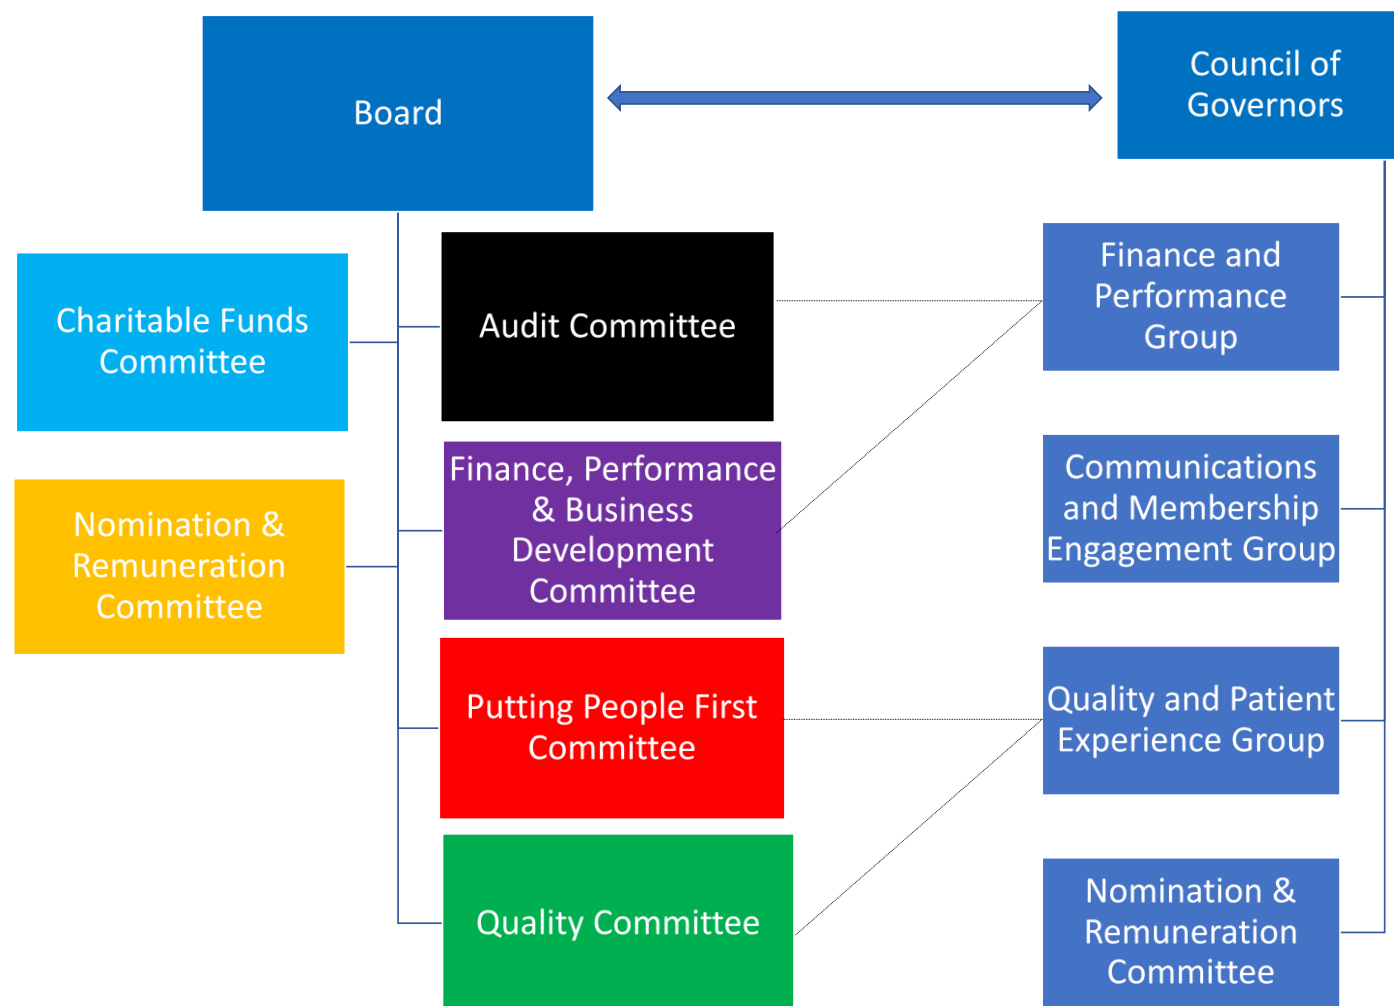 Board
Council of
Governors
Charitable Funds
Committee
Nomination &
Remuneration
Committee
Audit Committee
Finance, Performance
& Business
Development
Committee
Putting People First
Committee
Quality Committee
Finance and
Performance
Group
Communications
and Membership
Engagement Group
Quality and Patient
Experience Group
Nomination &
Remuneration
Committee